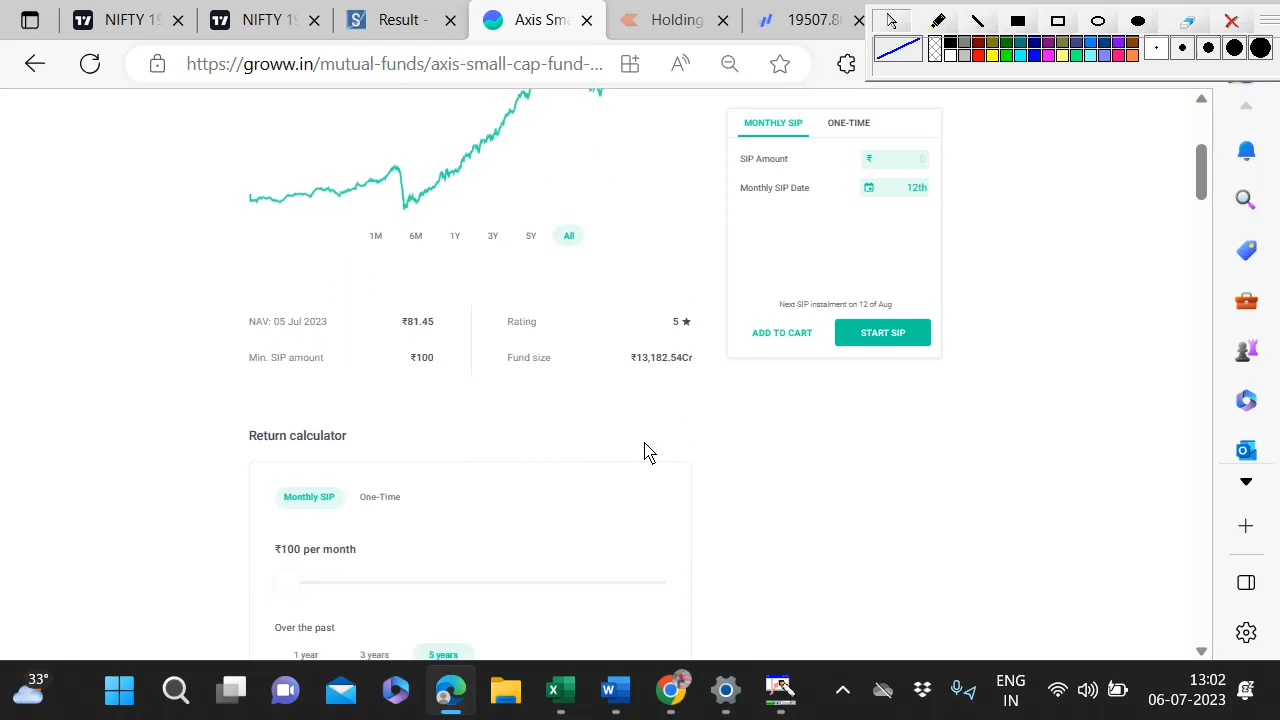 NIFTY 19
NIFTY 19
Result -
Axis Sma
Holding
19507.8
https://groww.in/mutual-funds/axis-small-cap-fund-...
MONTHLY SIP
ONE-TIME
SIP Amount
₹
0
Monthly SIP Date
12th
1M
6M
1Y
3Y
5Y
All
Next SIP instalment on 12 of Aug
ADD TO CART
START SIP
NAV: 05 Jul 2023
₹81.45
Rating
5 ★
Min. SIP amount
₹100
Fund size
₹13,182.54Cr
Return calculator
Monthly SIP
One-Time
₹100 per month
Over the past
1 year
3 years
5 years
33°
ENG
IN
13:02
06-07-2023